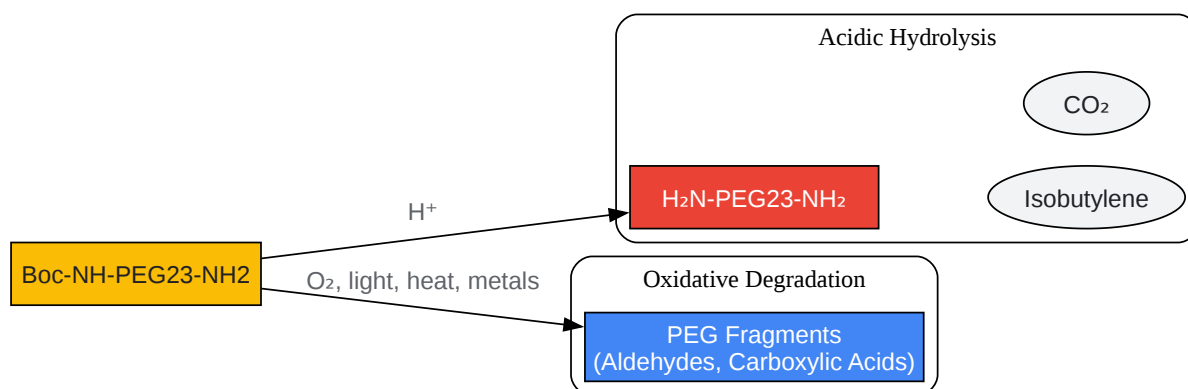 Acidic Hydrolysis
CO₂
H₂N-PEG23-NH₂
Isobutylene
H⁺
Boc-NH-PEG23-NH2
O₂, light, heat, metals
Oxidative Degradation
PEG Fragments
(Aldehydes, Carboxylic Acids)